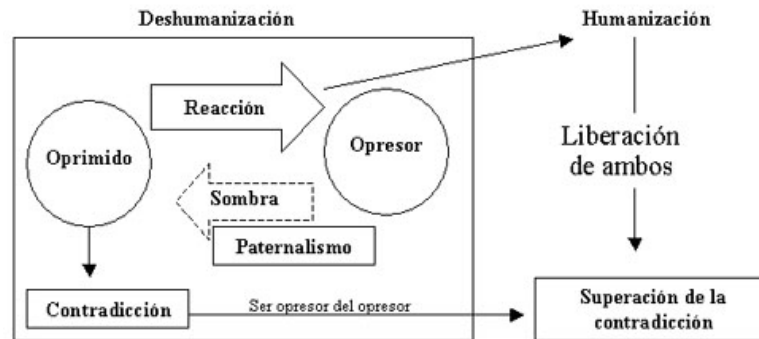 Deshumanización
Humanización
Reacción
Oprimido
Opresor
Liberación
de ambos
Sombra
Paternalismo
Contradicción
Ser opresor del opresor
Superación de la
contradicción